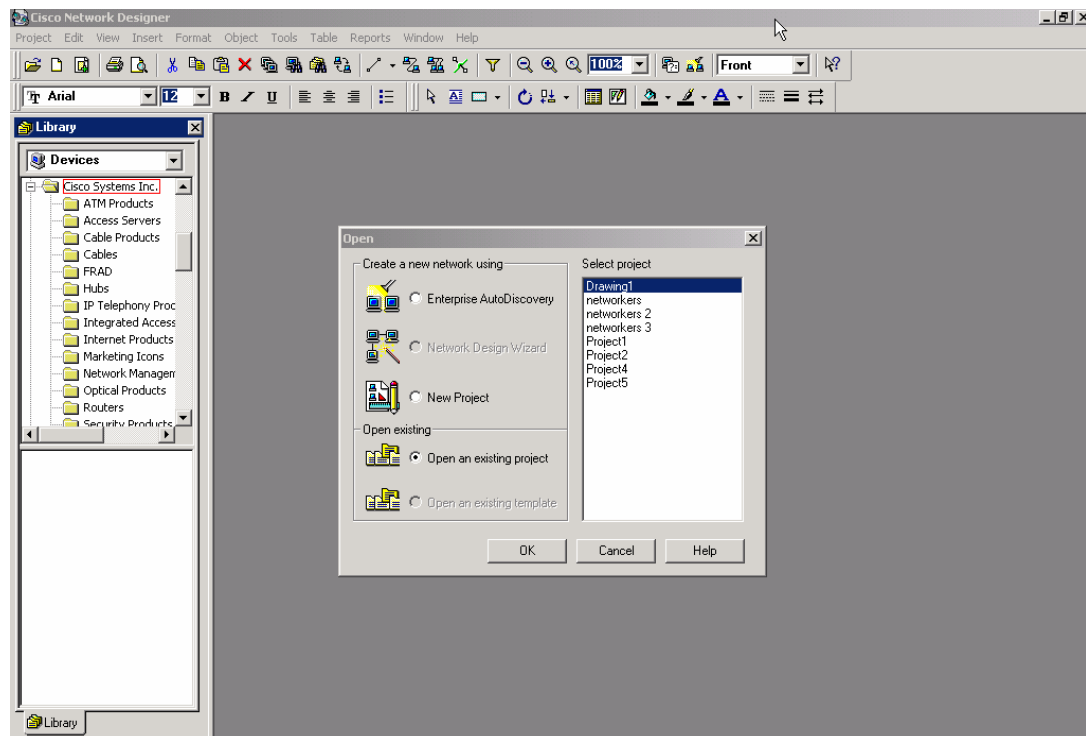 Cisco Network Designer
Project Edit View Insert Format Object Tools Table Reports Window Help
100% Front
Arial 12 B I U
Library
Devices
Cisco Systems Inc.
ATM Products
Access Servers
Cable Products
Cables
FRAD
Hubs
IP Telephony Proc
Integrated Access
Internet Products
Marketing Icons
Network Managem
Optical Products
Routers
Security Products
Library
Open
Create a new network using
Enterprise AutoDiscovery
Network Design Wizard
New Project
Open existing
Open an existing project
Open an existing template
Select project
Drawing1
networkers
networkers 2
networkers 3
Project1
Project2
Project4
Project5
OK Cancel Help